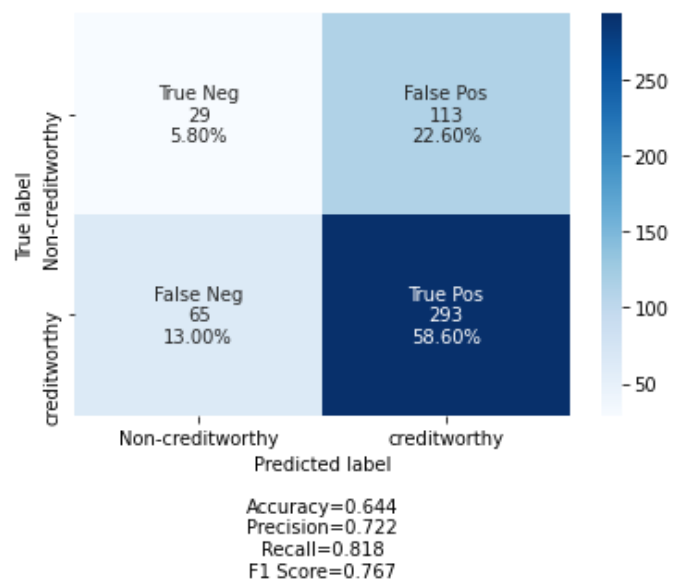 True Neg
29
5.80%
False Pos
113
22.60%
False Neg
65
13.00%
True Pos
293
58.60%
True label
Non-creditworthy
creditworthy
Non-creditworthy
creditworthy
Predicted label
250
200
150
100
50
Accuracy=0.644
Precision=0.722
Recall=0.818
F1 Score=0.767